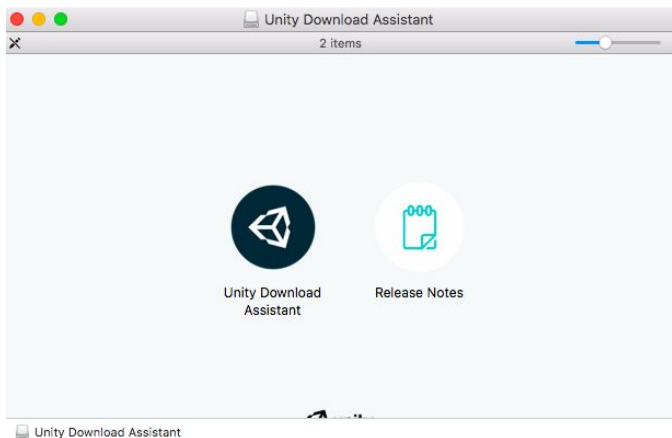 Unity Download Assistant
2 items
Unity Download
Assistant
Release Notes
Unity Download Assistant